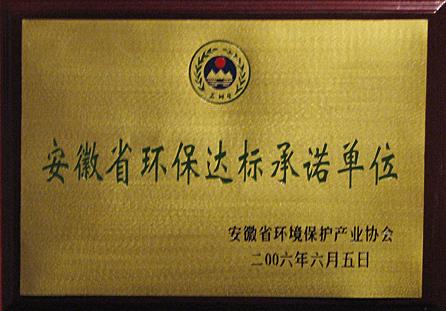 安徽省环保达标承诺单位
安徽省环境保护产业协会
二00六年六月五日